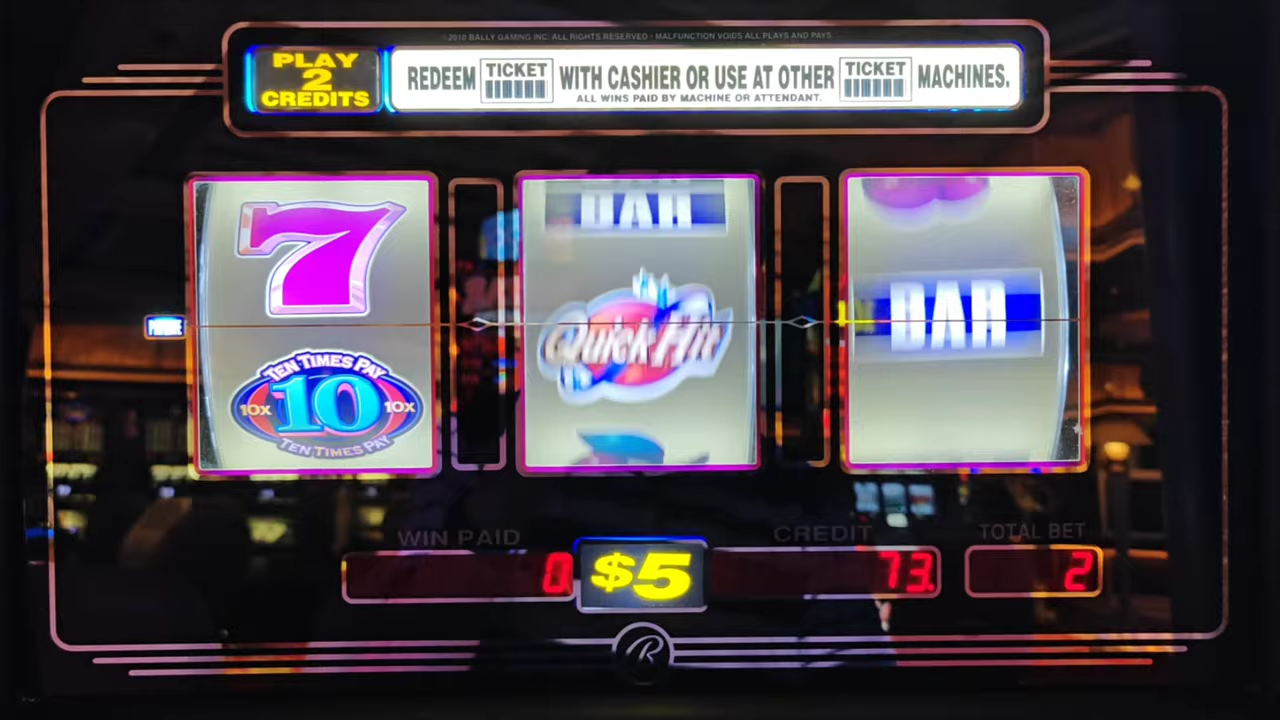 ©2010 BALLY GAMING INC. ALL RIGHTS RESERVED - MALFUNCTION VOIDS ALL PLAYS AND PAYS.
PLAY
2
CREDITS
REDEEM TICKET WITH CASHIER OR USE AT OTHER TICKET MACHINES.
ALL WINS PAID BY MACHINE OR ATTENDANT.
7
BAR
Quick Hit
BAR
TEN TIMES PAY
10x 10 10x
TEN TIMES PAY
WIN PAID
CREDIT
TOTAL BET
0
$5
73
2
B